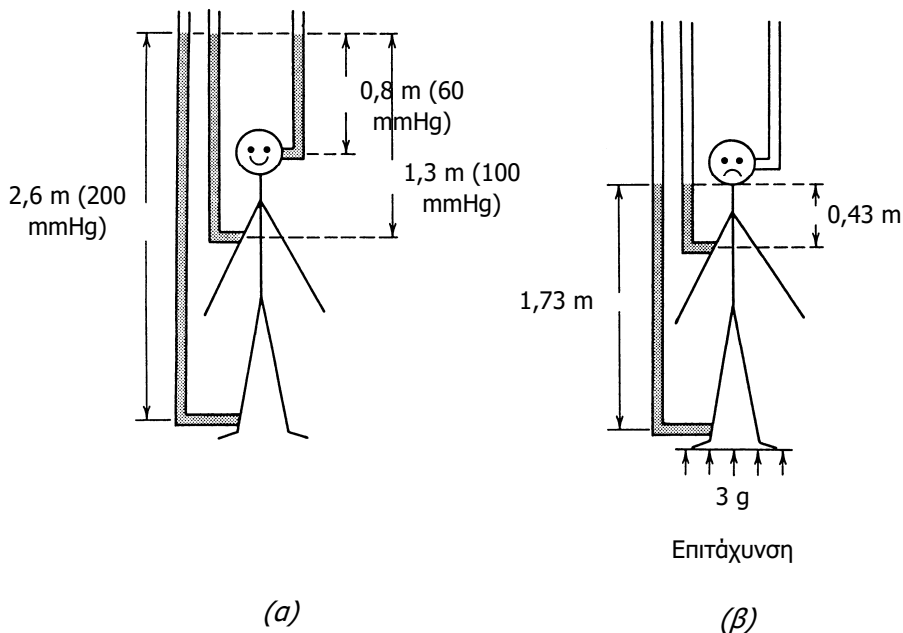 0,8 m (60
mmHg)
1,3 m (100
mmHg)
2,6 m (200
mmHg)
(α)
0,43 m
1,73 m
3 g
Επιτάχυνση
(β)